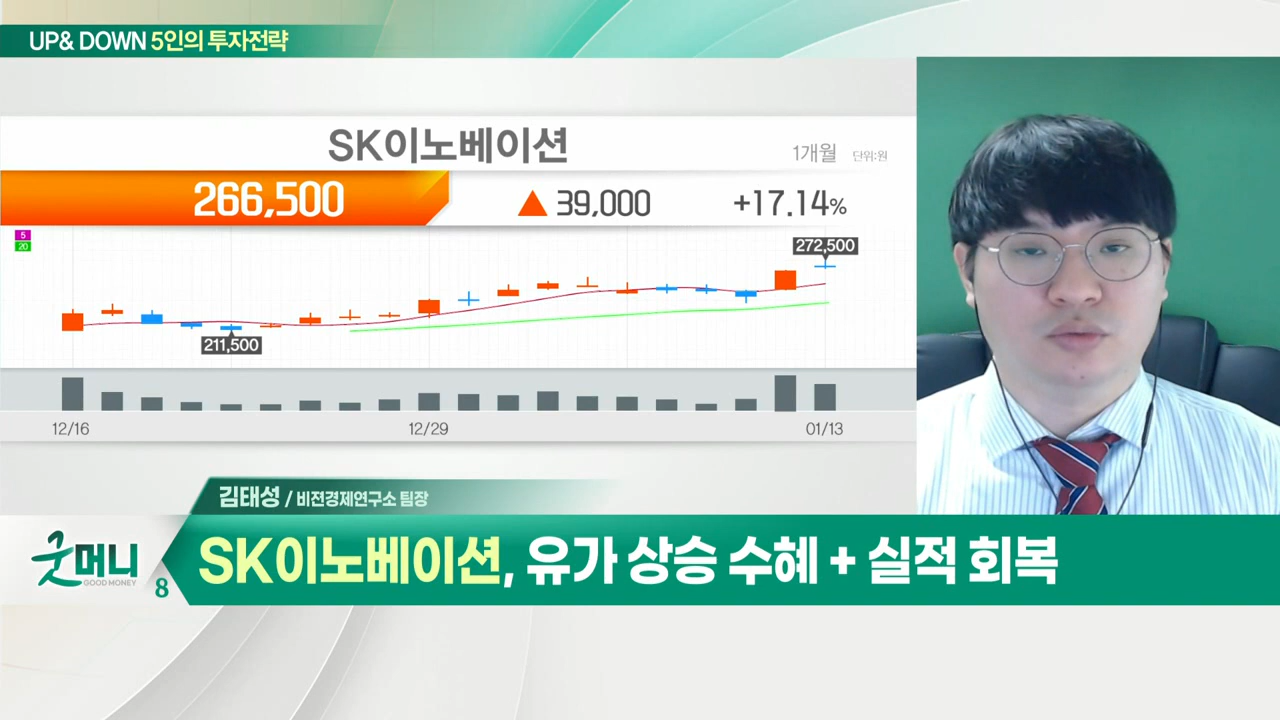 UP& DOWN 5인의 투자전략
SK이노베이션
1개월 단위:원
266,500 ▲ 39,000 +17.14%
5
20
272,500
211,500
12/16 12/29 01/13
김태성 / 비젼경제연구소 팀장
굿머니
GOOD MONEY
8
SK이노베이션, 유가 상승 수혜 + 실적 회복